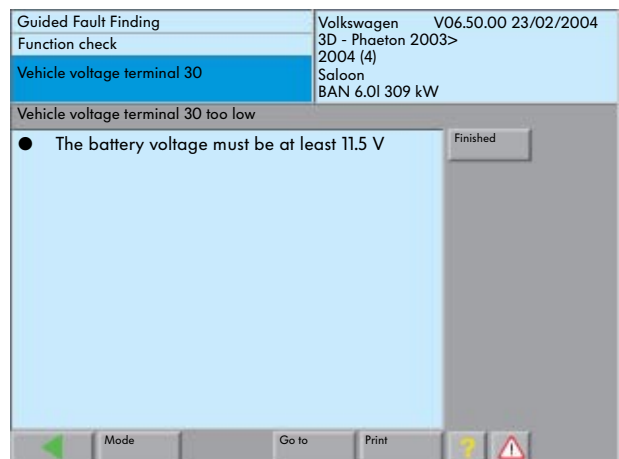 Guided Fault Finding
Function check
Vehicle voltage terminal 30
Volkswagen V06.50.00 23/02/2004
3D - Phaeton 2003>
2004 (4)
Saloon
BAN 6.0l 309 kW
Vehicle voltage terminal 30 too low
● The battery voltage must be at least 11.5 V
Finished
Mode
Go to
Print
?